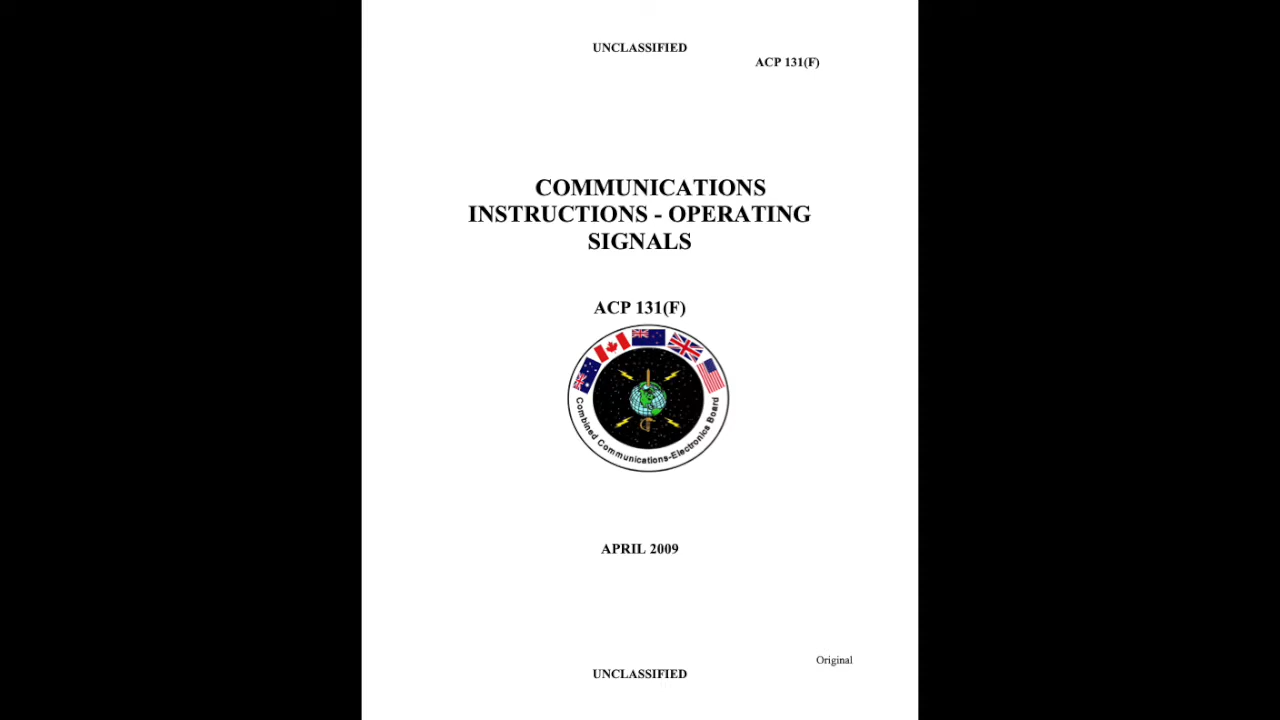 UNCLASSIFIED
ACP 131(F)
COMMUNICATIONS
INSTRUCTIONS - OPERATING
SIGNALS
ACP 131(F)
Combined Communications-Electronics Board
APRIL 2009
Original
UNCLASSIFIED